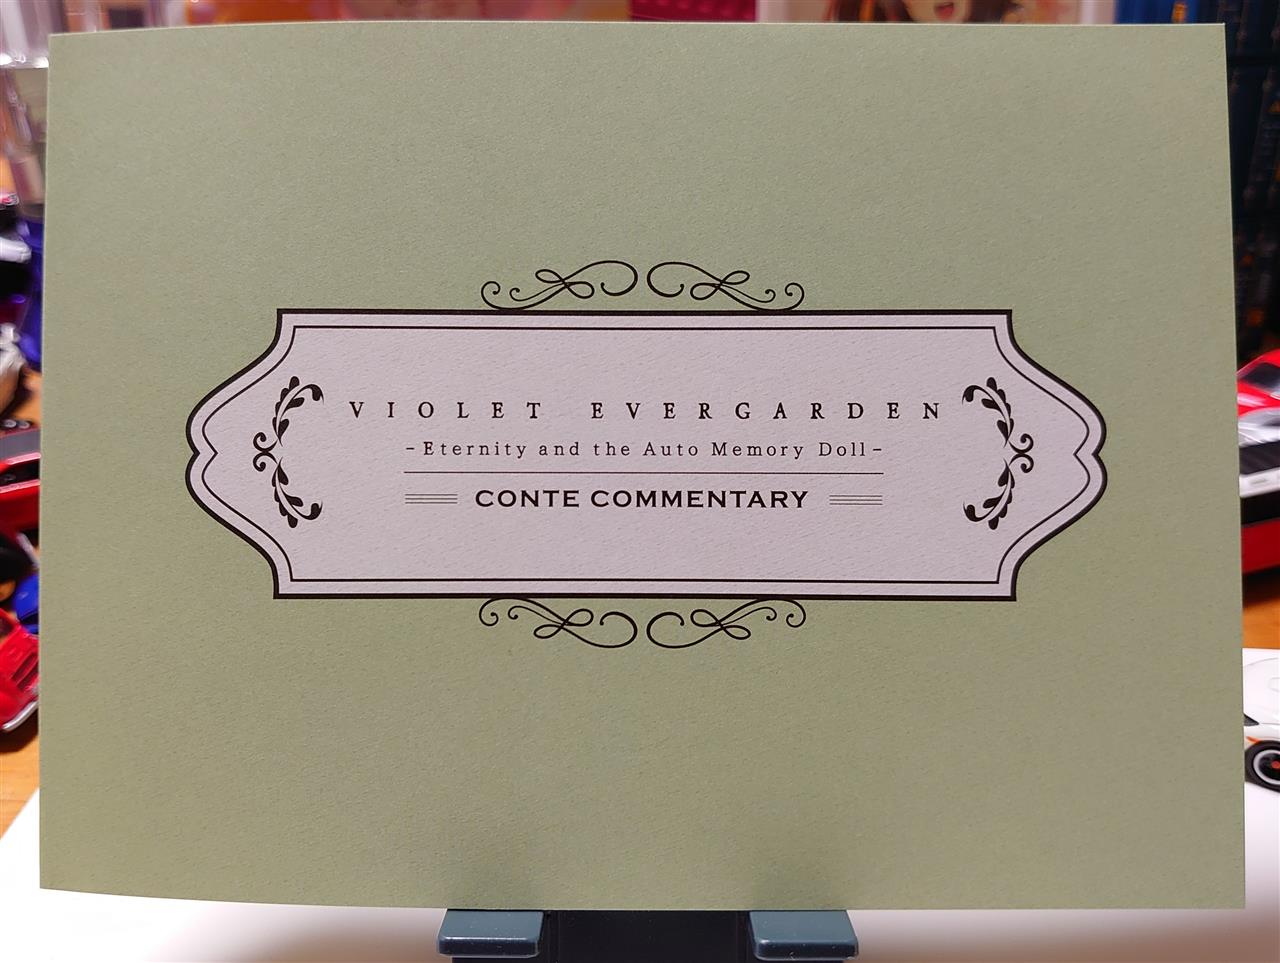 VIOLET EVERGARDEN
-Eternity and the Auto Memory Doll-
CONTE COMMENTARY